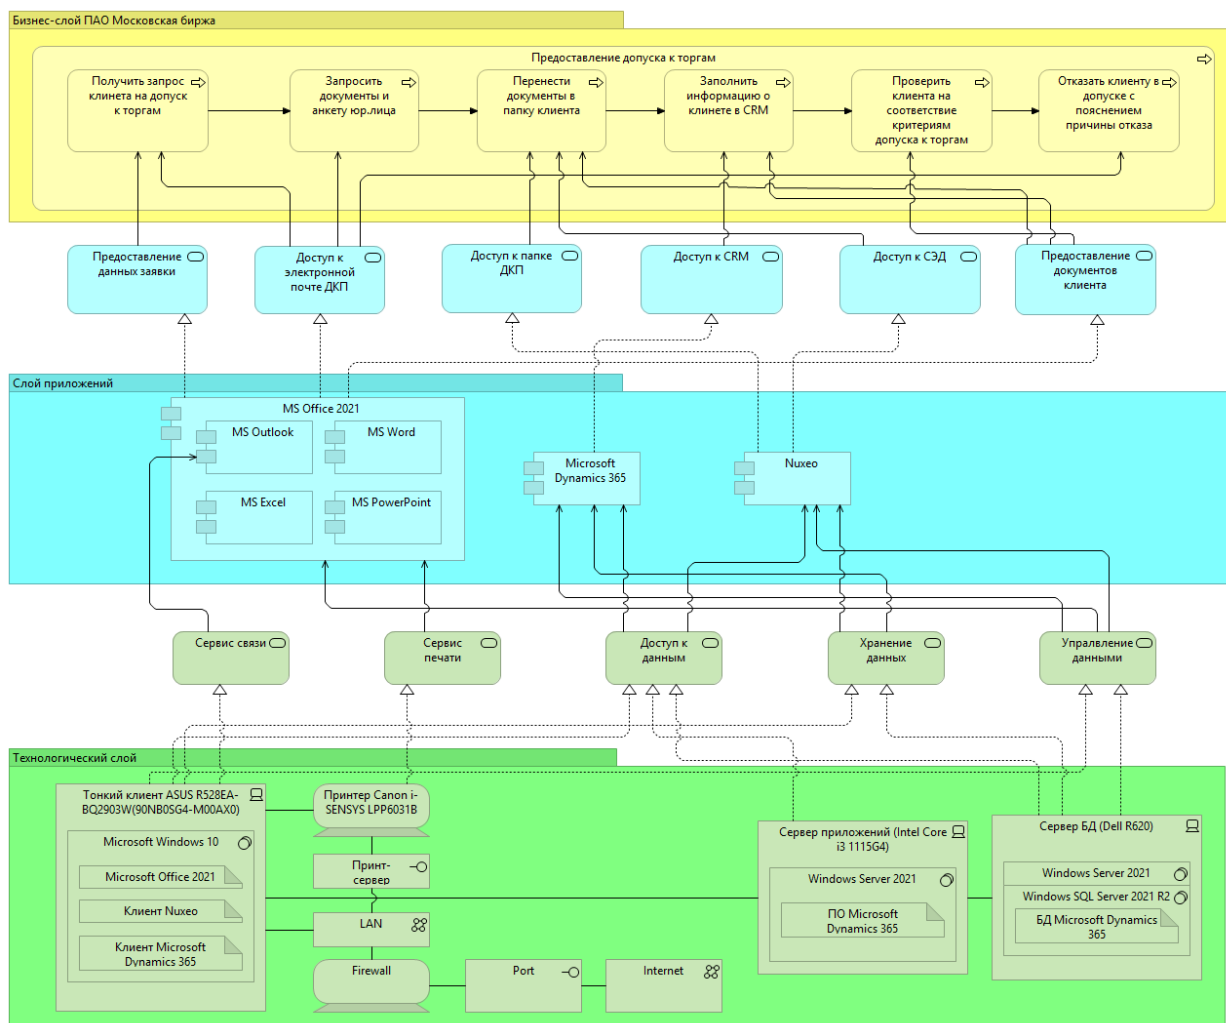 Бизнес-слой ПАО Московская биржа
Предоставление допуска к торгам
Получить запрос
клинета на допуск
к торгам
Запросить
документы и
анкету юр.лица
Перенести
документы в
папку клиента
Заполнить
информацию о
клинете в CRM
Проверить
клиента на
соответствие
критериям
допуска к торгам
Отказать клиенту в
допуске с
пояснением
причины отказа
Предоставление
данных заявки
Доступ к
электронной
почте ДКП
Доступ к папке
ДКП
Доступ к CRM
Доступ к СЭД
Предоставление
документов
клиента
Слой приложений
MS Office 2021
MS Outlook
MS Word
MS Excel
MS PowerPoint
Microsoft
Dynamics 365
Nuxeo
Сервис связи
Сервис
печати
Доступ к
данным
Хранение
данных
Упралвление
данными
Технологический слой
Тонкий клиент ASUS R528EA-
BQ2903W(90NB0SG4-M00AX0)
Microsoft Windows 10
Microsoft Office 2021
Клиент Nuxeo
Клиент Microsoft
Dynamics 365
Принтер Canon i-
SENSYS LPP6031B
Принт-
сервер
LAN
Firewall
Port
Internet
Сервер приложений (Intel Core
i3 1115G4)
Windows Server 2021
ПО Microsoft
Dynamics 365
Сервер БД (Dell R620)
Windows Server 2021
Windows SQL Server 2021 R2
БД Microsoft Dynamics
365